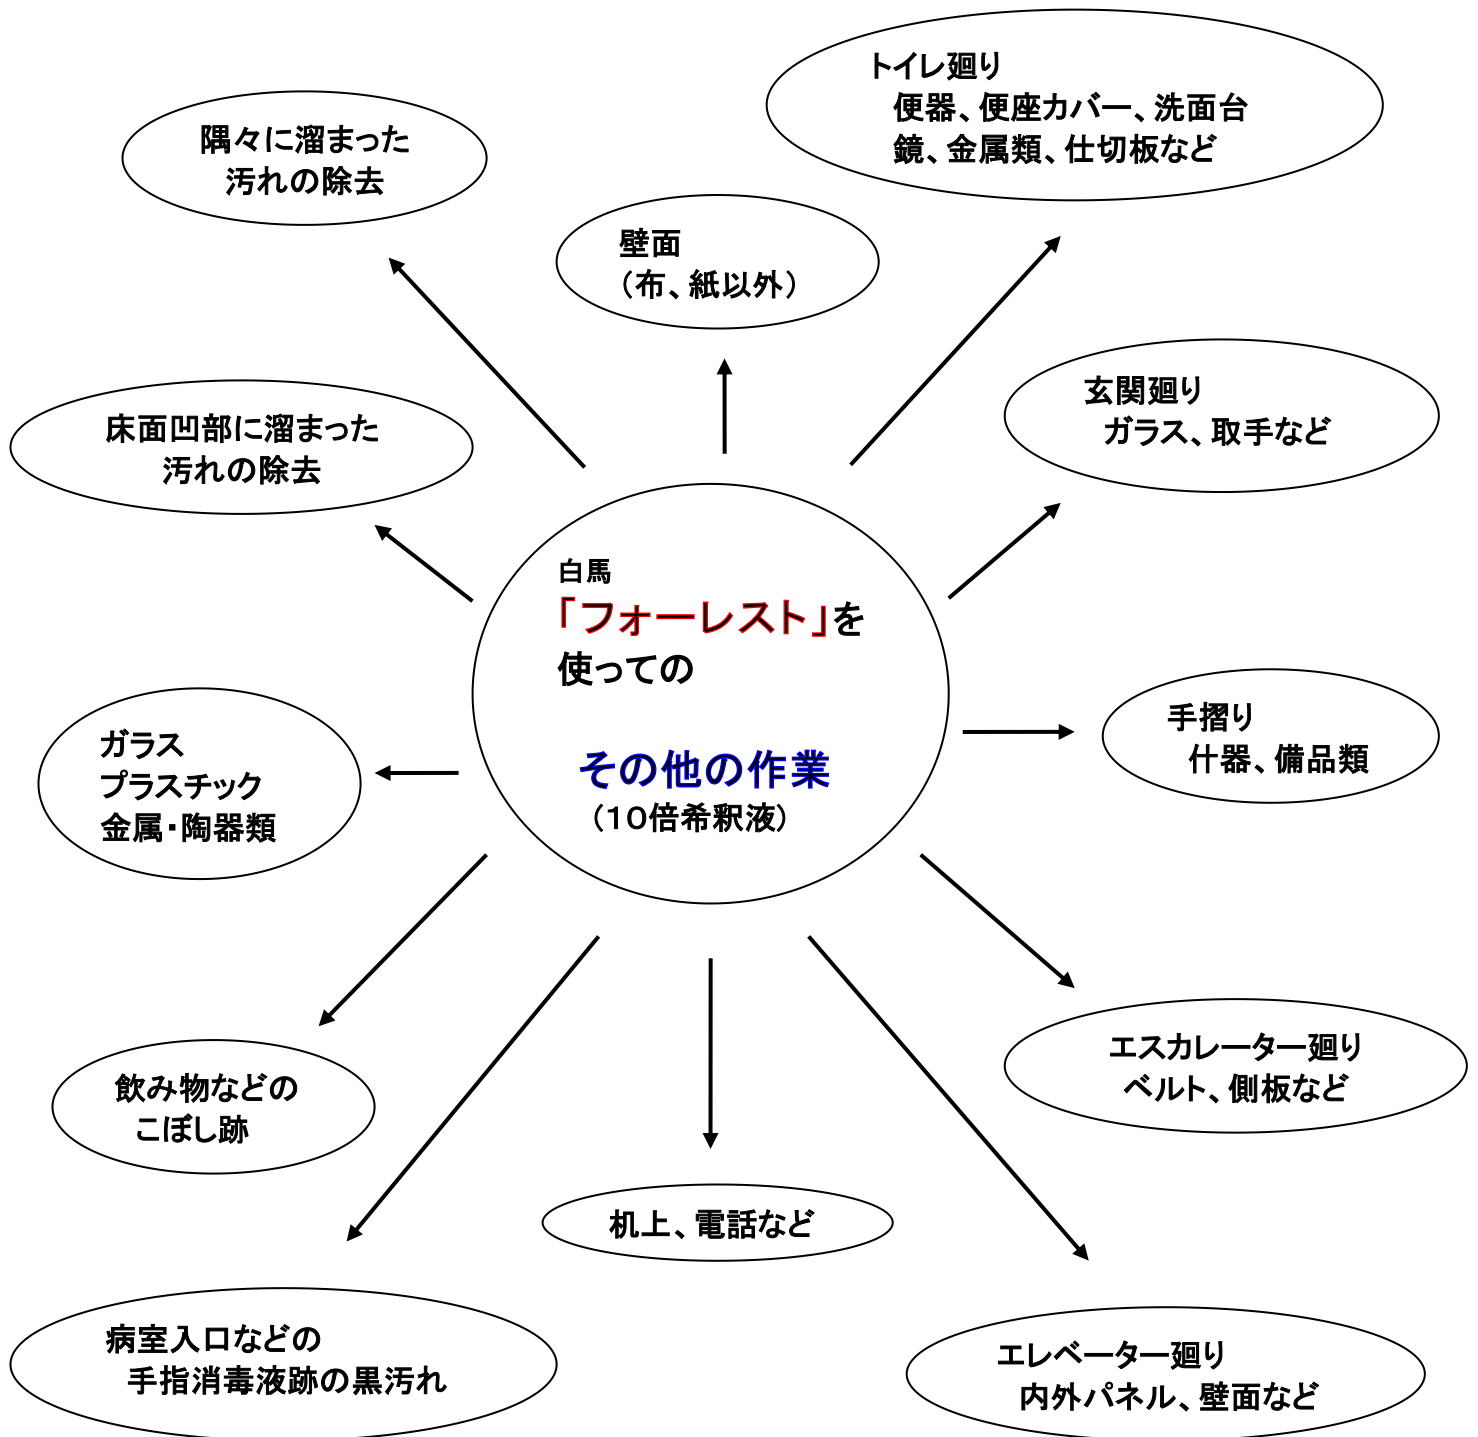 トイレ廻り
便器、便座カバー、洗面台
鏡、金属類、仕切板など
隅々に溜まった
汚れの除去
壁面
（布、紙以外）
玄関廻り
ガラス、取手など
床面凹部に溜まった
汚れの除去
白馬
「フォーレスト」を
使っての
その他の作業
（１０倍希釈液）
手摺り
什器、備品類
ガラス
プラスチック
金属・陶器類
エスカレーター廻り
ベルト、側板など
飲み物などの
こぼし跡
机上、電話など
病室入口などの
手指消毒液跡の黒汚れ
エレベーター廻り
内外パネル、壁面など